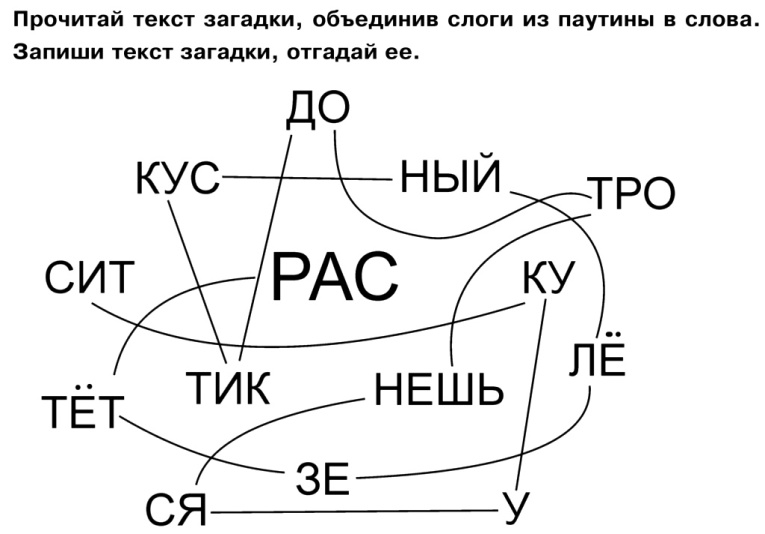 Прочитай текст загадки, объединив слоги из паутины в слова.
Запиши текст загадки, отгадай ее.
ДО
КУС НЫЙ ТРО
СИТ РАС КУ
ТЁТ ТИК НЕШЬ ЛЁ
ЗЕ
СЯ У